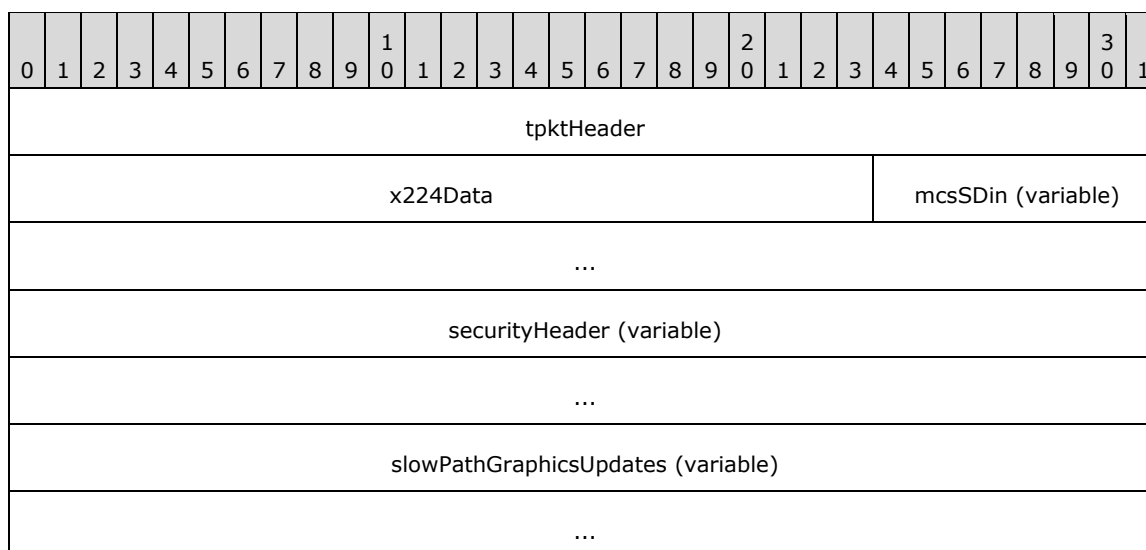 1 2 3
0 1 2 3 4 5 6 7 8 9 0 1 2 3 4 5 6 7 8 9 0 1 2 3 4 5 6 7 8 9 0 1
tpktHeader
x224Data mcsSDin (variable)
...
securityHeader (variable)
...
slowPathGraphicsUpdates (variable)
...